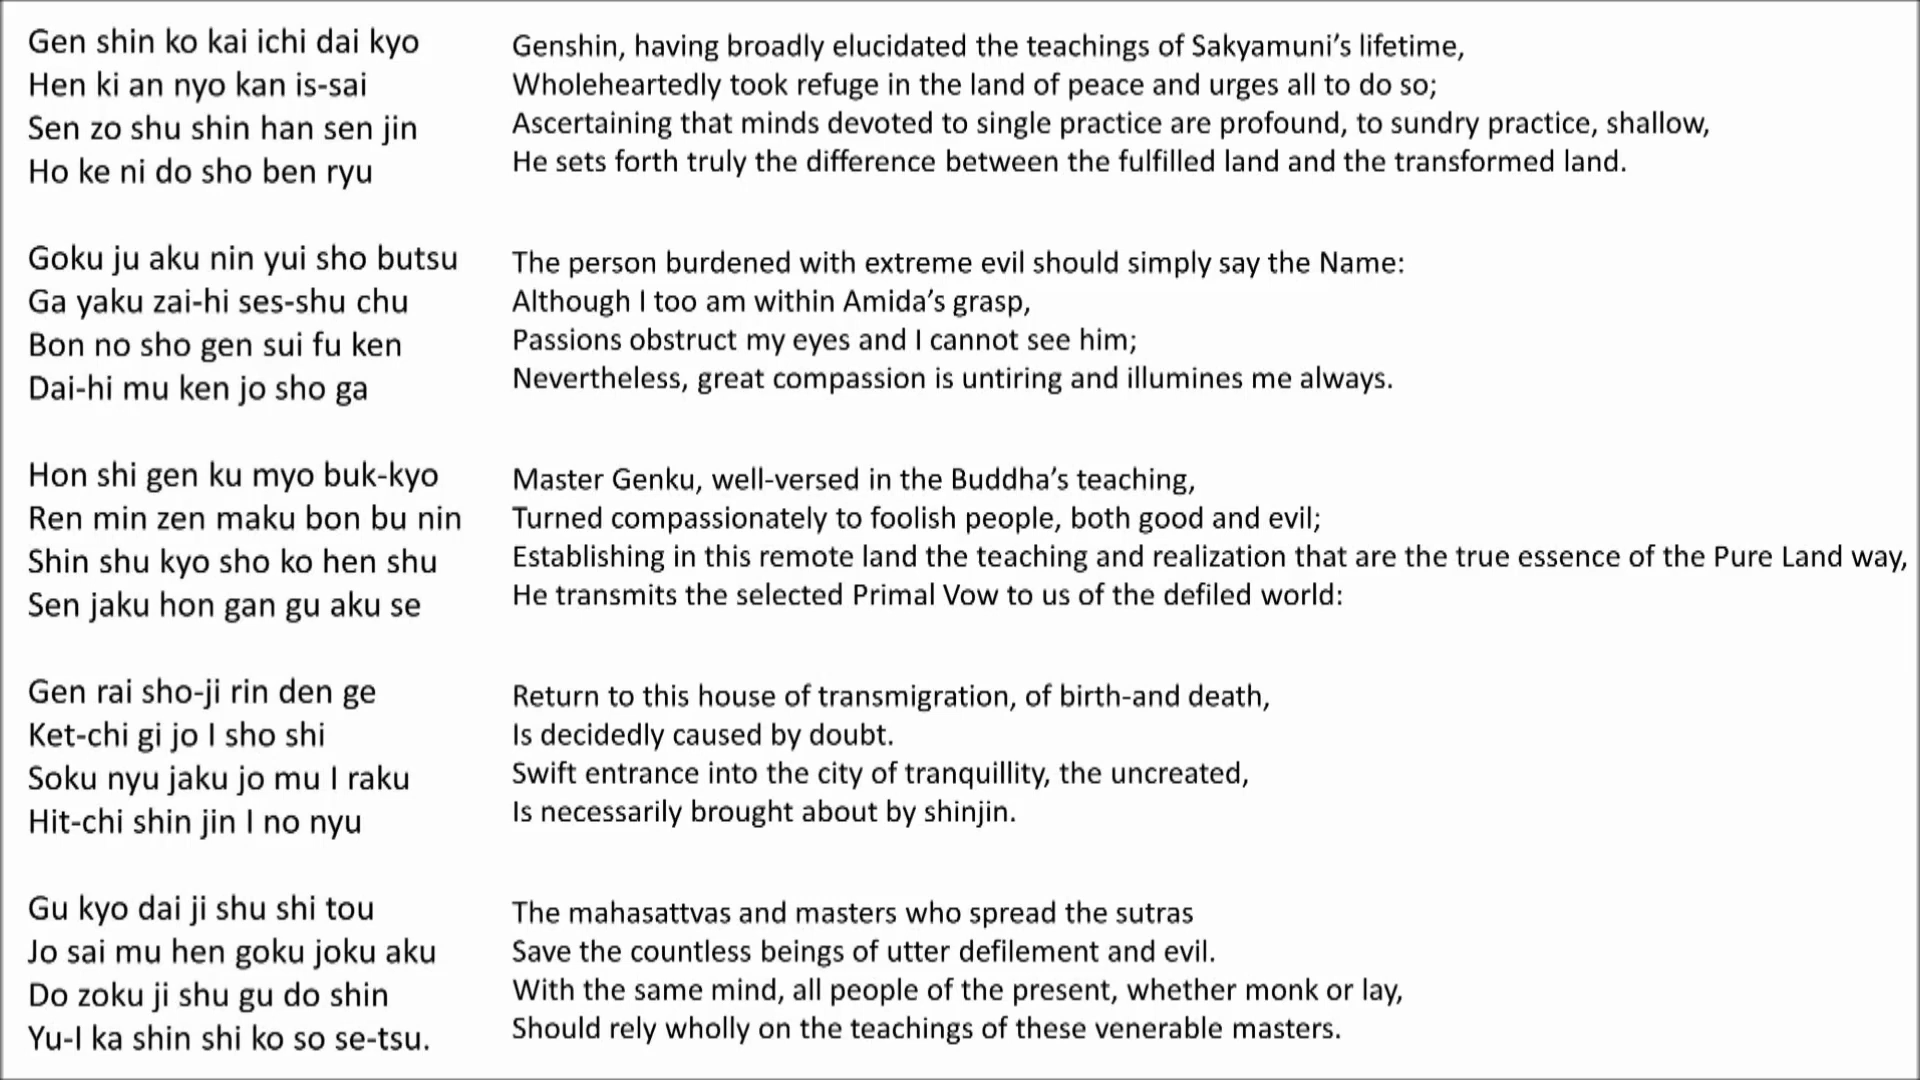 Gen shin ko kai ichi dai kyo
Hen ki an nyo kan is-sai
Sen zo shu shin han sen jin
Ho ke ni do sho ben ryu
Genshin, having broadly elucidated the teachings of Sakyamuni’s lifetime,
Wholeheartedly took refuge in the land of peace and urges all to do so;
Ascertaining that minds devoted to single practice are profound, to sundry practice, shallow,
He sets forth truly the difference between the fulfilled land and the transformed land.
Goku ju aku nin yui sho butsu
Ga yaku zai-hi ses-shu chu
Bon no sho gen sui fu ken
Dai-hi mu ken jo sho ga
The person burdened with extreme evil should simply say the Name:
Although I too am within Amida’s grasp,
Passions obstruct my eyes and I cannot see him;
Nevertheless, great compassion is untiring and illumines me always.
Hon shi gen ku myo buk-kyo
Ren min zen maku bon bu nin
Shin shu kyo sho ko hen shu
Sen jaku hon gan gu aku se
Master Genku, well-versed in the Buddha’s teaching,
Turned compassionately to foolish people, both good and evil;
Establishing in this remote land the teaching and realization that are the true essence of the Pure Land way,
He transmits the selected Primal Vow to us of the defiled world:
Gen rai sho-ji rin den ge
Ket-chi gi jo I sho shi
Soku nyu jaku jo mu I raku
Hit-chi shin jin I no nyu
Return to this house of transmigration, of birth-and death,
Is decidedly caused by doubt.
Swift entrance into the city of tranquillity, the uncreated,
Is necessarily brought about by shinjin.
Gu kyo dai ji shu shi tou
Jo sai mu hen goku joku aku
Do zoku ji shu gu do shin
Yu-I ka shin shi ko so se-tsu.
The mahasattvas and masters who spread the sutras
Save the countless beings of utter defilement and evil.
With the same mind, all people of the present, whether monk or lay,
Should rely wholly on the teachings of these venerable masters.